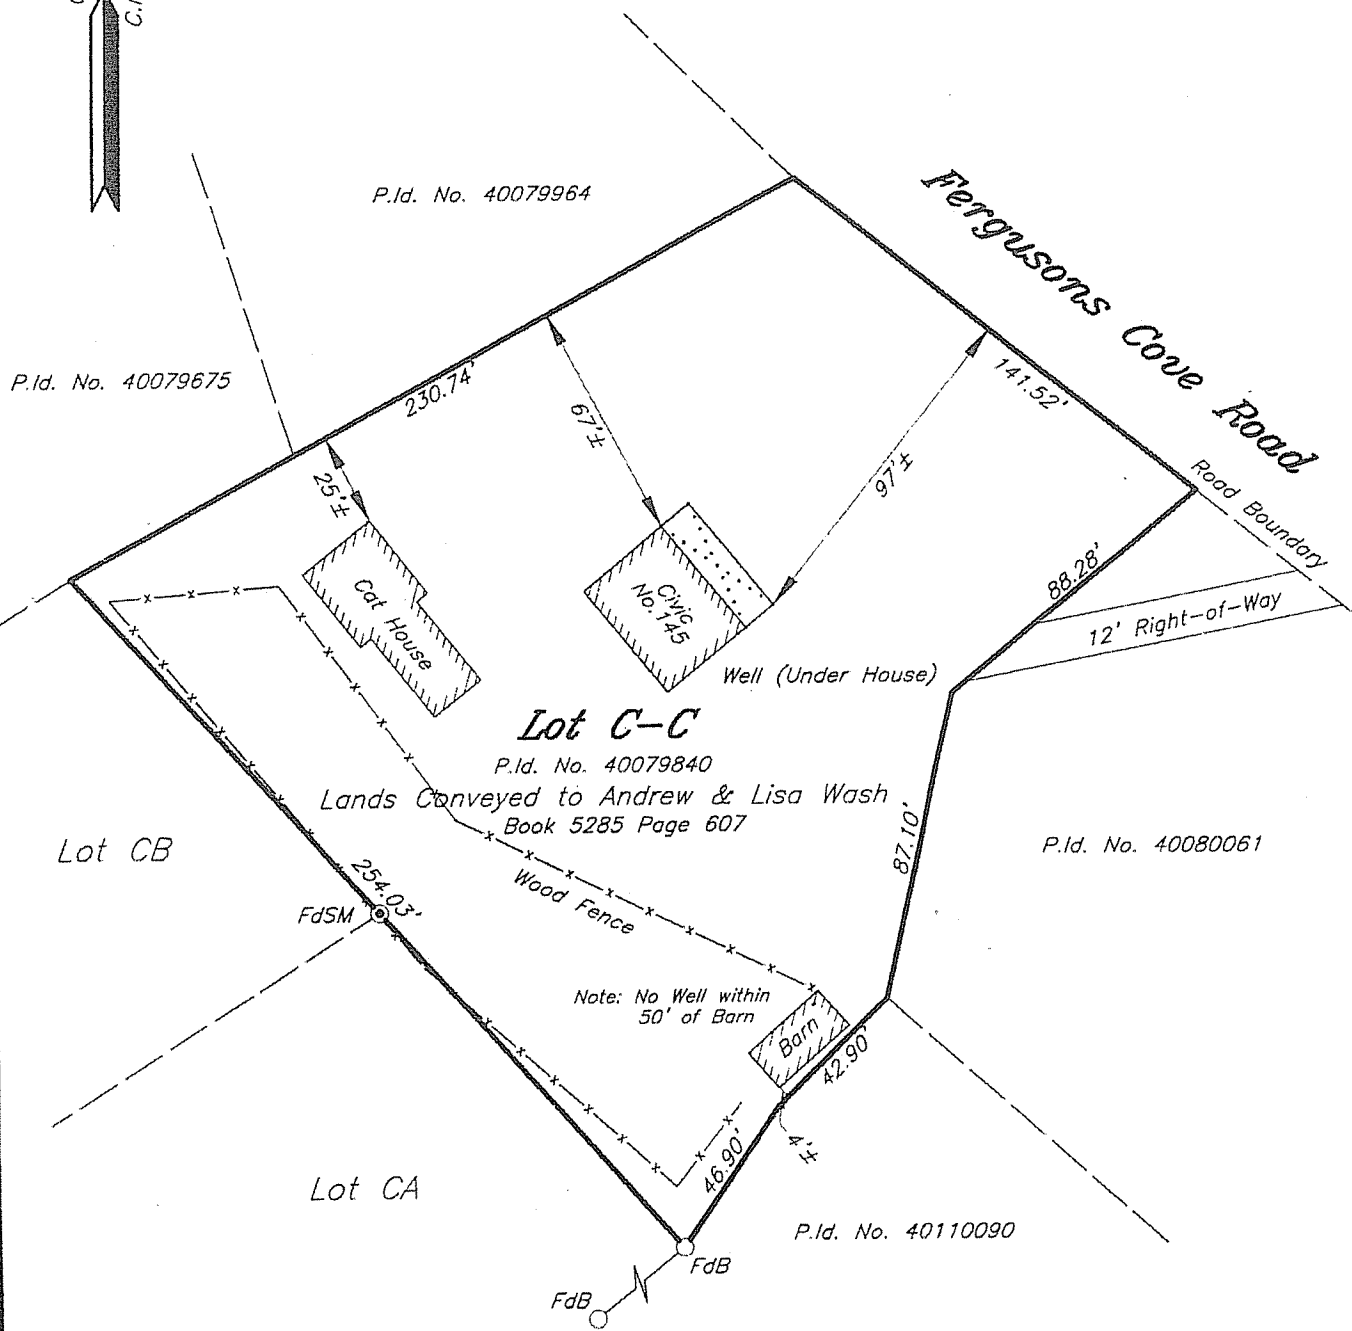 P.Id. No. 40079964
Fergusons Cove Road
P.Id. No. 40079675
230.74'
141.52'
67'±
25'±
97'±
Road Boundary
88.28'
12' Right-of-Way
Cat House
Civic
No.145
Well (Under House)
Lot C-C
P.Id. No. 40079840
Lands Conveyed to Andrew & Lisa Wash
Book 5285 Page 607
87.10'
P.Id. No. 40080061
Lot CB
254.03'
FdSM
Wood Fence
Note: No Well within
50' of Barn
Barn
42.90'
4'±
46.90'
Lot CA
P.Id. No. 40110090
FdB
FdB